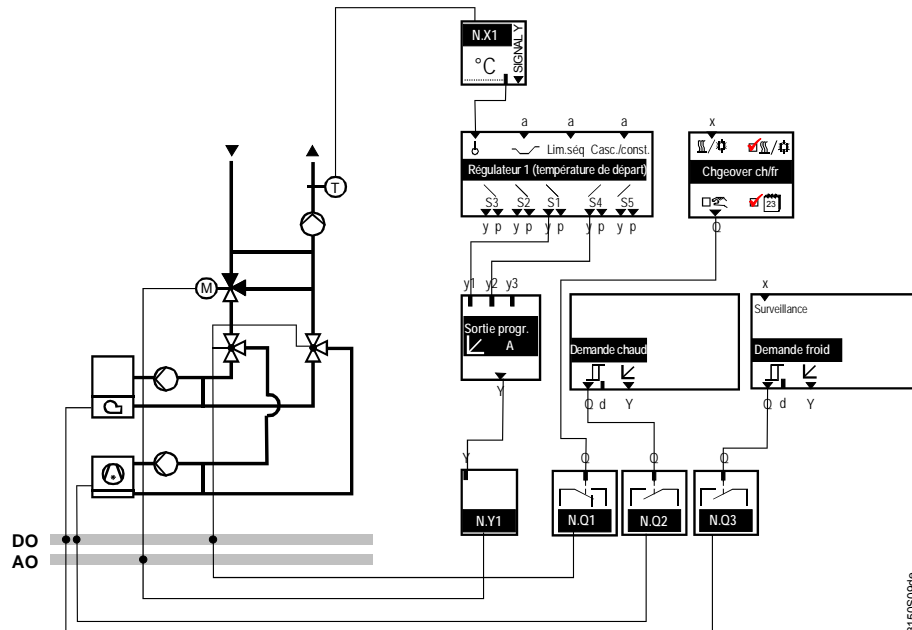 N.X1
SIGNAL Y
°C
a a a
Lim.séq Casc./const.
Régulateur 1 (température de départ)
S3 S2 S1 S4 S5
y p y p y p y p y p
x
Chgeover ch/fr
23
Q
T
M
y1 y2 y3
Sortie progr.
A
Y
Demande chaud
Q d Y
x
Surveillance
Demande froid
Q d Y
Y
N.Y1
Q
N.Q1
Q
N.Q2
Q
N.Q3
DO
AO